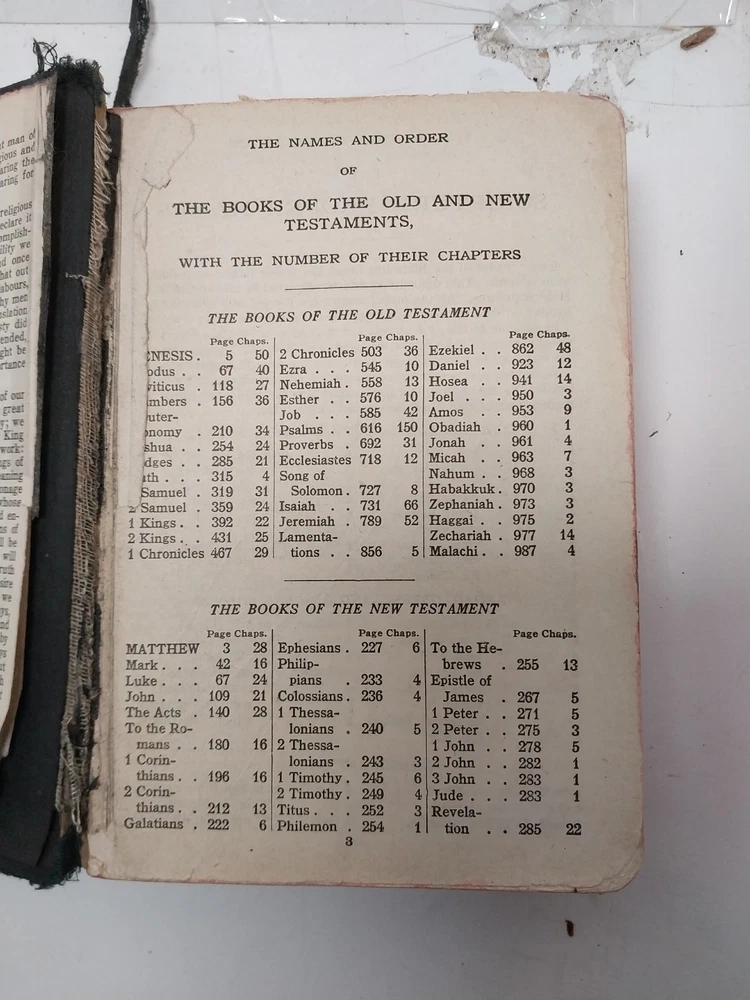 THE NAMES AND ORDER
OF
THE BOOKS OF THE OLD AND NEW
TESTAMENTS,
WITH THE NUMBER OF THEIR CHAPTERS
THE BOOKS OF THE OLD TESTAMENT
Page Chaps.
ENESIS . 5 50
odus . . 67 40
viticus . 118 27
mbers . 156 36
uter-
onomy . 210 34
shua . . 254 24
dges . . 285 21
uth . . . 315 4
Samuel . 319 31
2 Samuel . 359 24
1 Kings . . 392 22
2 Kings . . 431 25
1 Chronicles 467 29
Page Chaps.
2 Chronicles 503 36
Ezra . . . 545 10
Nehemiah . 558 13
Esther . . 576 10
Job . . . 585 42
Psalms . . 616 150
Proverbs . 692 31
Ecclesiastes 718 12
Song of
Solomon . 727 8
Isaiah . . 731 66
Jeremiah . 789 52
Lamenta-
tions . . 856 5
Page Chaps.
Ezekiel . . 862 48
Daniel . . 923 12
Hosea . . 941 14
Joel . . . 950 3
Amos . . 953 9
Obadiah . 960 1
Jonah . . 961 4
Micah . . 963 7
Nahum . . 968 3
Habakkuk . 970 3
Zephaniah . 973 3
Haggai . . 975 2
Zechariah . 977 14
Malachi . . 987 4
THE BOOKS OF THE NEW TESTAMENT
Page Chaps.
MATTHEW 3 28
Mark . . . 42 16
Luke . . . 67 24
John . . . 109 21
The Acts . 140 28
To the Ro-
mans . . 180 16
1 Corin-
thians . . 196 16
2 Corin-
thians . . 212 13
Galatians . 222 6
Page Chaps.
Ephesians . 227 6
Philip-
pians . 233 4
Colossians . 236 4
1 Thessa-
lonians . 240 5
2 Thessa-
lonians . 243 3
1 Timothy . 245 6
2 Timothy . 249 4
Titus . . . 252 3
Philemon . 254 1
Page Chaps.
To the He-
brews . 255 13
Epistle of
James . 267 5
1 Peter . . 271 5
2 Peter . . 275 3
1 John . . 278 5
2 John . . 282 1
3 John . . 283 1
Jude . . . 283 1
Revela-
tion . . 285 22
3